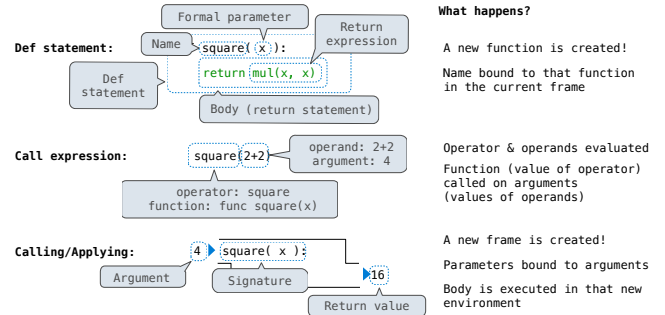 What happens?
Formal parameter
Return
expression
Def statement:
Name
square( x ):
A new function is created!
Def
statement
return mul(x, x)
Name bound to that function
in the current frame
Body (return statement)
Call expression:
square(2+2)
operand: 2+2
argument: 4
Operator & operands evaluated
Function (value of operator)
called on arguments
(values of operands)
operator: square
function: func square(x)
Calling/Applying:
4
square( x ):
A new frame is created!
Argument
Signature
16
Parameters bound to arguments
Return value
Body is executed in that new
environment